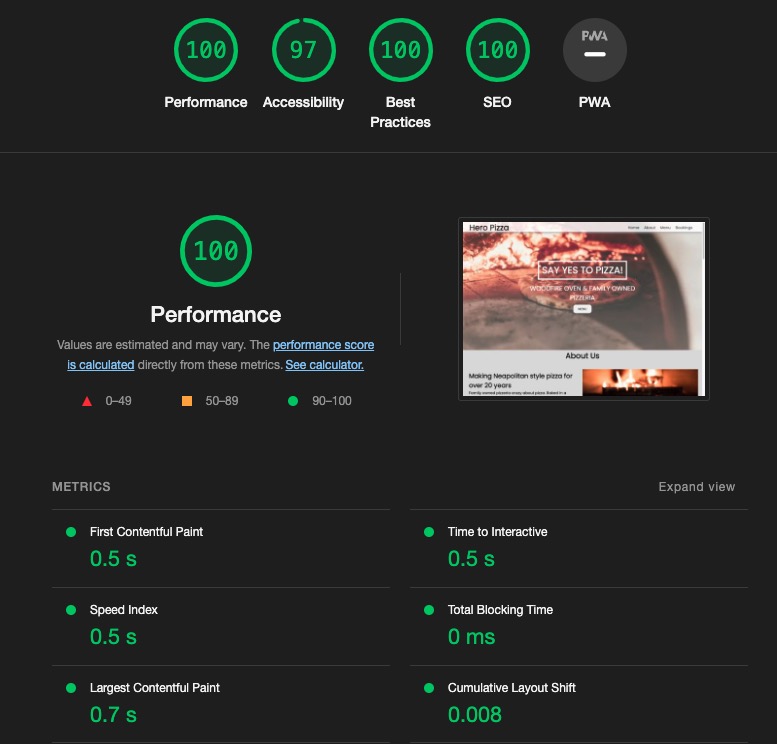 100
97
100
100
PWA
Performance
Accessibility
Best
Practices
SEO
PWA
100
Performance
Values are estimated and may vary. The performance score
is calculated directly from these metrics. See calculator.
0–49
50–89
90–100
Hero Pizza
Home About Menu Bookings
SAY YES TO PIZZA!
WOODFIRE OVEN & FAMILY OWNED
PIZZERIA
MENU
About Us
Making Neapolitan style pizza for
over 20 years
METRICS
Expand view
First Contentful Paint
0.5 s
Time to Interactive
0.5 s
Speed Index
0.5 s
Total Blocking Time
0 ms
Largest Contentful Paint
0.7 s
Cumulative Layout Shift
0.008